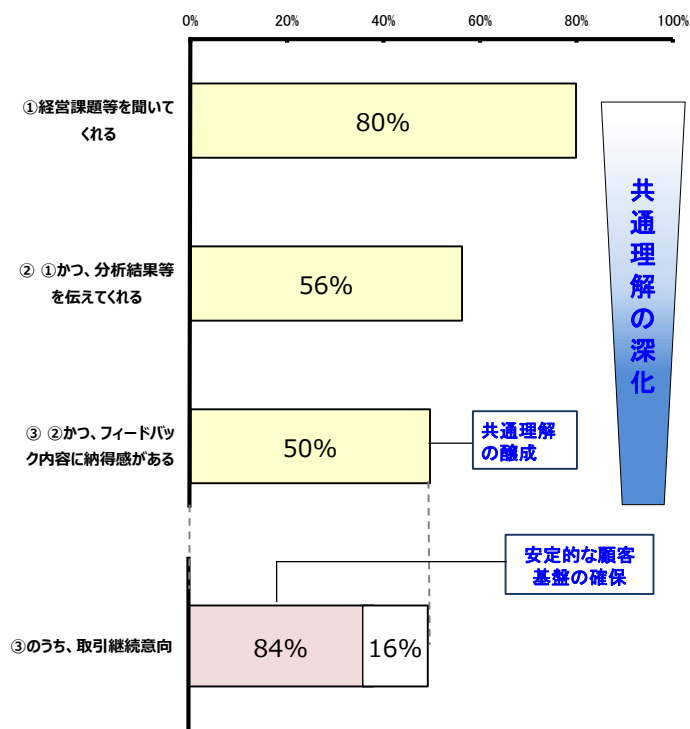 0% 20% 40% 60% 80% 100%
①経営課題等を聞いて
くれる
80%
② ①かつ、分析結果等
を伝えてくれる
56%
③ ②かつ、フィードバッ
ク内容に納得感がある
50%
共通理解
の醸成
共通理解の深化
安定的な顧客
基盤の確保
③のうち、取引継続意向
84% 16%